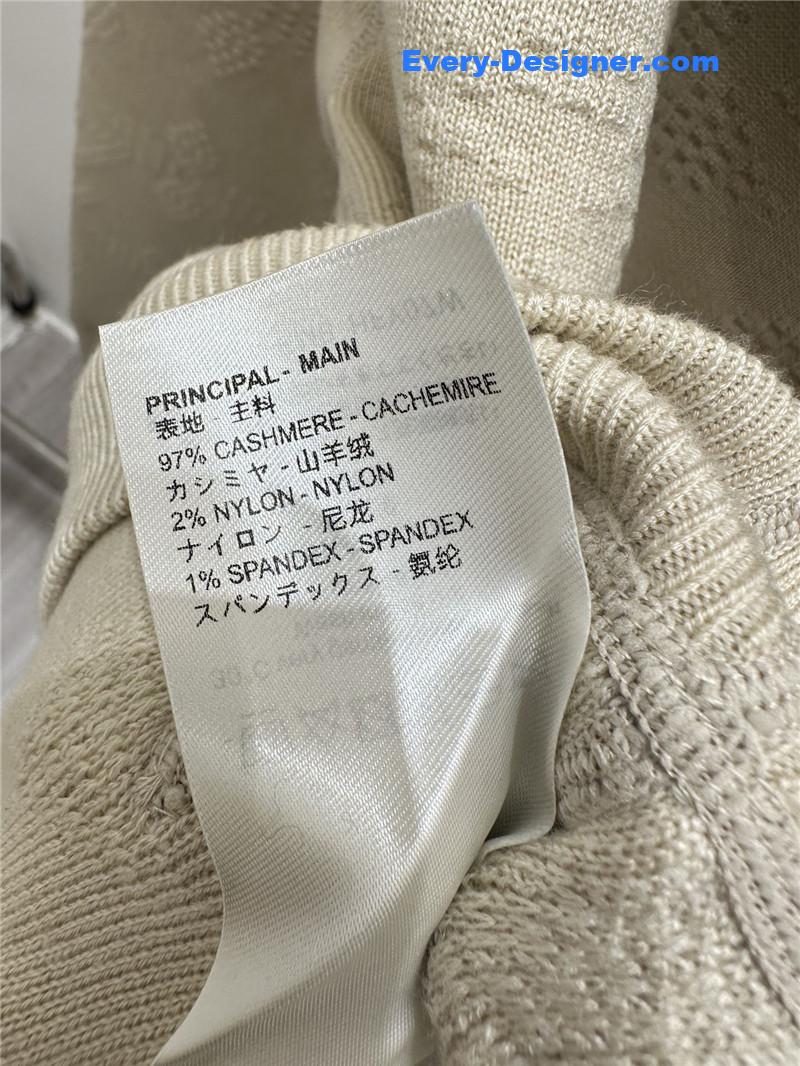 Every-Designer.com
PRINCIPAL - MAIN
表地 - 主料
97% CASHMERE - CACHEMIRE
カシミヤ - 山羊绒
2% NYLON - NYLON
ナイロン - 尼龙
1% SPANDEX - SPANDEX
スパンデックス - 氨纶